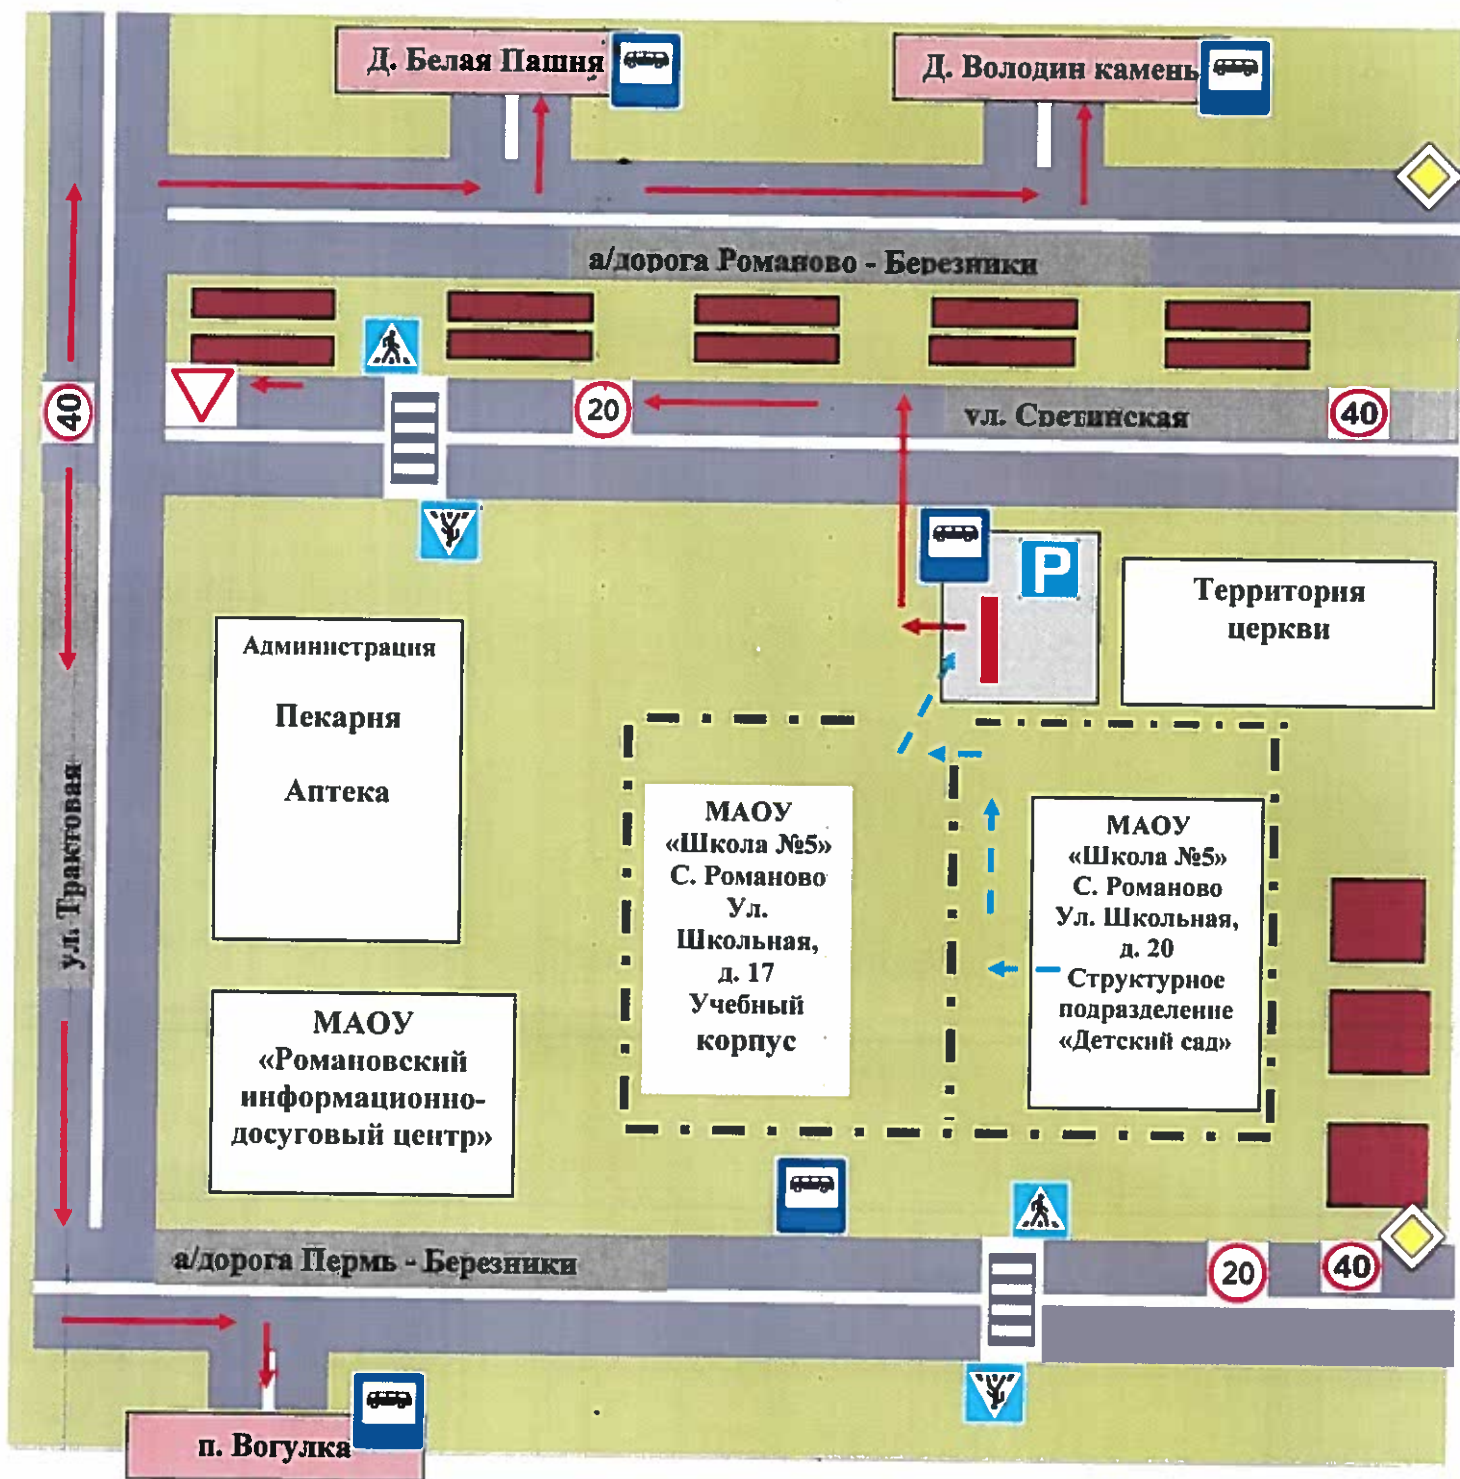 Д. Белая Пашня
Д. Володин камень
а/дорога Романово - Березники
40
20
ул. Сретинская
40
P
Территория
церкви
Администрация
Пекарня
Аптека
ул. Трактовая
МАОУ
«Школа №5»
С. Романово
Ул.
Школьная,
д. 17
Учебный
корпус
МАОУ
«Школа №5»
С. Романово
Ул. Школьная,
д. 20
Структурное
подразделение
«Детский сад»
МАОУ
«Романовский
информационно-
досуговый центр»
а/дорога Пермь - Березники
20
40
п. Вогулка